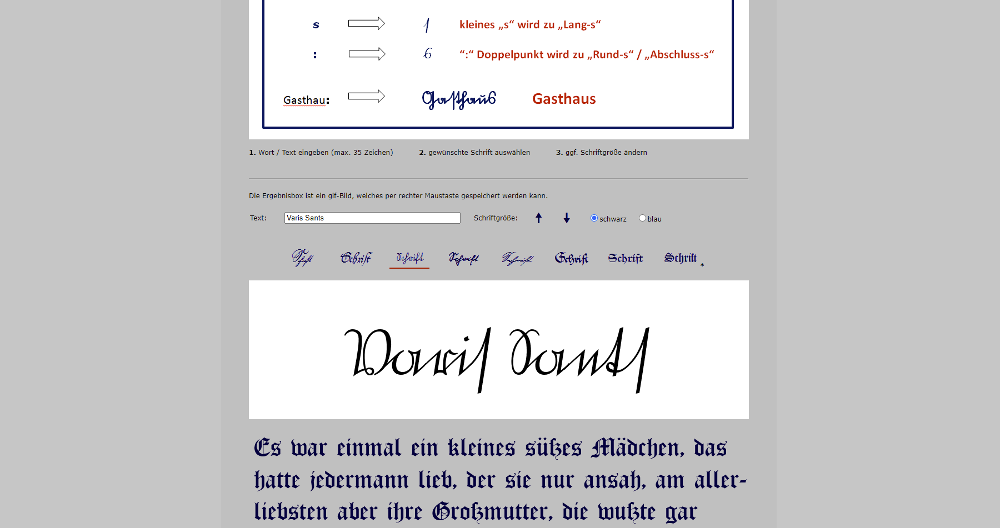 s ſ kleines „s“ wird zu „Lang-s“
: s “:“ Doppelpunkt wird zu „Rund-s“ / „Abschluss-s“
Gasthau: Gaſthaus Gasthaus
1. Wort / Text eingeben (max. 35 Zeichen) 2. gewünschte Schrift auswählen 3. ggf. Schriftgröße ändern
Die Ergebnisbox ist ein gif-Bild, welches per rechter Maustaste gespeichert werden kann.
Text: Varis Sants Schriftgröße: schwarz blau
Schrift Schrift Schrift Schrift Schrift Schrift Schrift Schrift *
Variſ Santſ
Es war einmal ein kleines süßes Mädchen, das
hatte jedermann lieb, der sie nur ansah, am aller-
liebsten aber ihre Großmutter, die wußte gar